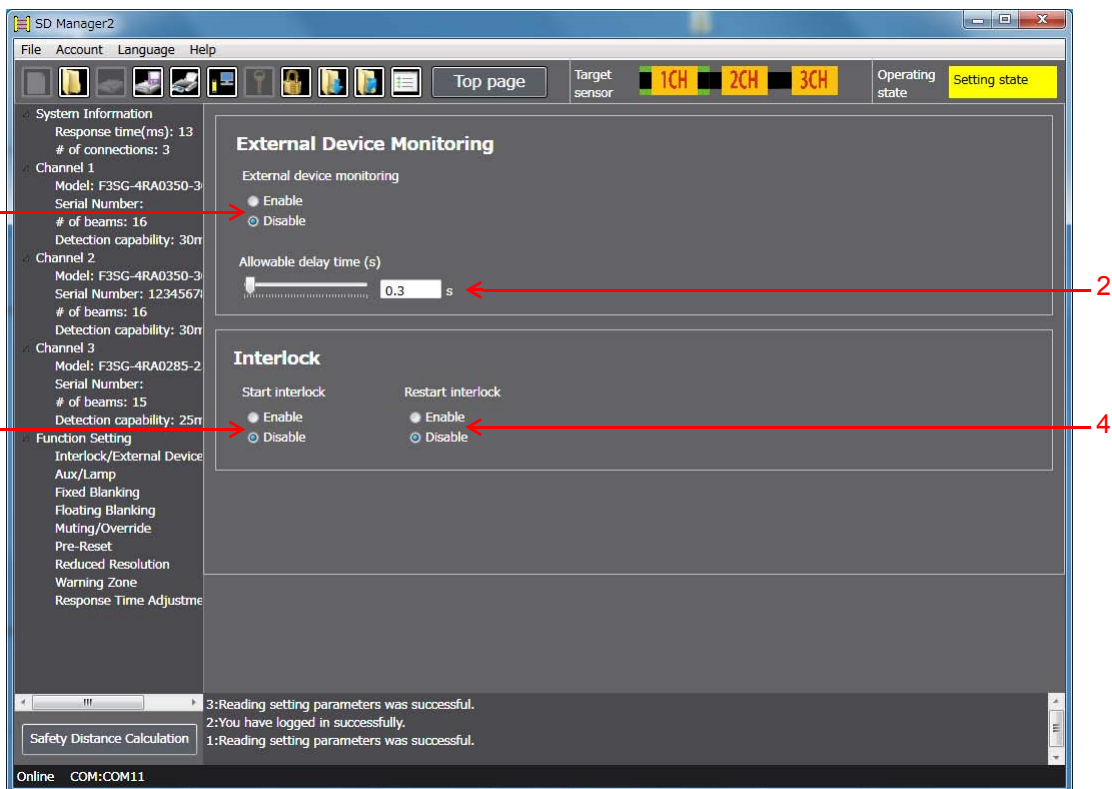 SD Manager2
File Account Language Help
Top page
Target sensor
1CH 2CH 3CH
Operating state
Setting state
System Information
Response time(ms): 13
# of connections: 3
Channel 1
Model: F3SG-4RA0350-3
Serial Number:
# of beams: 16
Detection capability: 30m
Channel 2
Model: F3SG-4RA0350-3
Serial Number: 1234567
# of beams: 16
Detection capability: 30m
Channel 3
Model: F3SG-4RA0285-2
Serial Number:
# of beams: 15
Detection capability: 25m
Function Setting
Interlock/External Device
Aux/Lamp
Fixed Blanking
Floating Blanking
Muting/Override
Pre-Reset
Reduced Resolution
Warning Zone
Response Time Adjustme
Safety Distance Calculation
External Device Monitoring
External device monitoring
Enable
Disable
Allowable delay time (s)
0.3 s
2
Interlock
Start interlock Restart interlock
Enable Enable
Disable Disable
4
3:Reading setting parameters was successful.
2:You have logged in successfully.
1:Reading setting parameters was successful.
Online COM:COM11